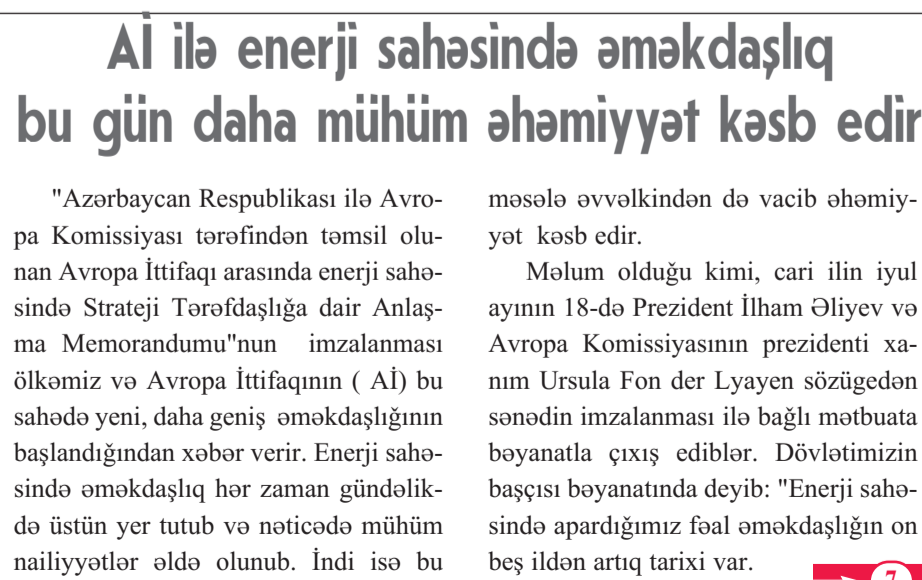 Aİ ilə enerji sahəsində əməkdaşlıq
bu gün daha mühüm əhəmiyyət kəsb edir
"Azərbaycan Respublikası ilə Avro-
pa Komissiyası tərəfindən təmsil olu-
nan Avropa İttifaqı arasında enerji sahə-
sində Strateji Tərəfdaşlığa dair Anlaş-
ma Memorandumu"nun imzalanması
ölkəmiz və Avropa İttifaqının ( Aİ) bu
sahədə yeni, daha geniş əməkdaşlığının
başlandığından xəbər verir. Enerji sahə-
sində əməkdaşlıq hər zaman gündəlik-
də üstün yer tutub və nəticədə mühüm
nailiyyətlər əldə olunub. İndi isə bu
məsələ əvvəlkindən də vacib əhəmiy-
yət kəsb edir.
Məlum olduğu kimi, cari ilin iyul
ayının 18-də Prezident İlham Əliyev və
Avropa Komissiyasının prezidenti xa-
nım Ursula Fon der Lyayen sözügedən
sənədin imzalanması ilə bağlı mətbuata
bəyanatla çıxış ediblər. Dövlətimizin
başçısı bəyanatında deyib: "Enerji sahə-
sində apardığımız fəal əməkdaşlığın on
beş ildən artıq tarixi var.
7